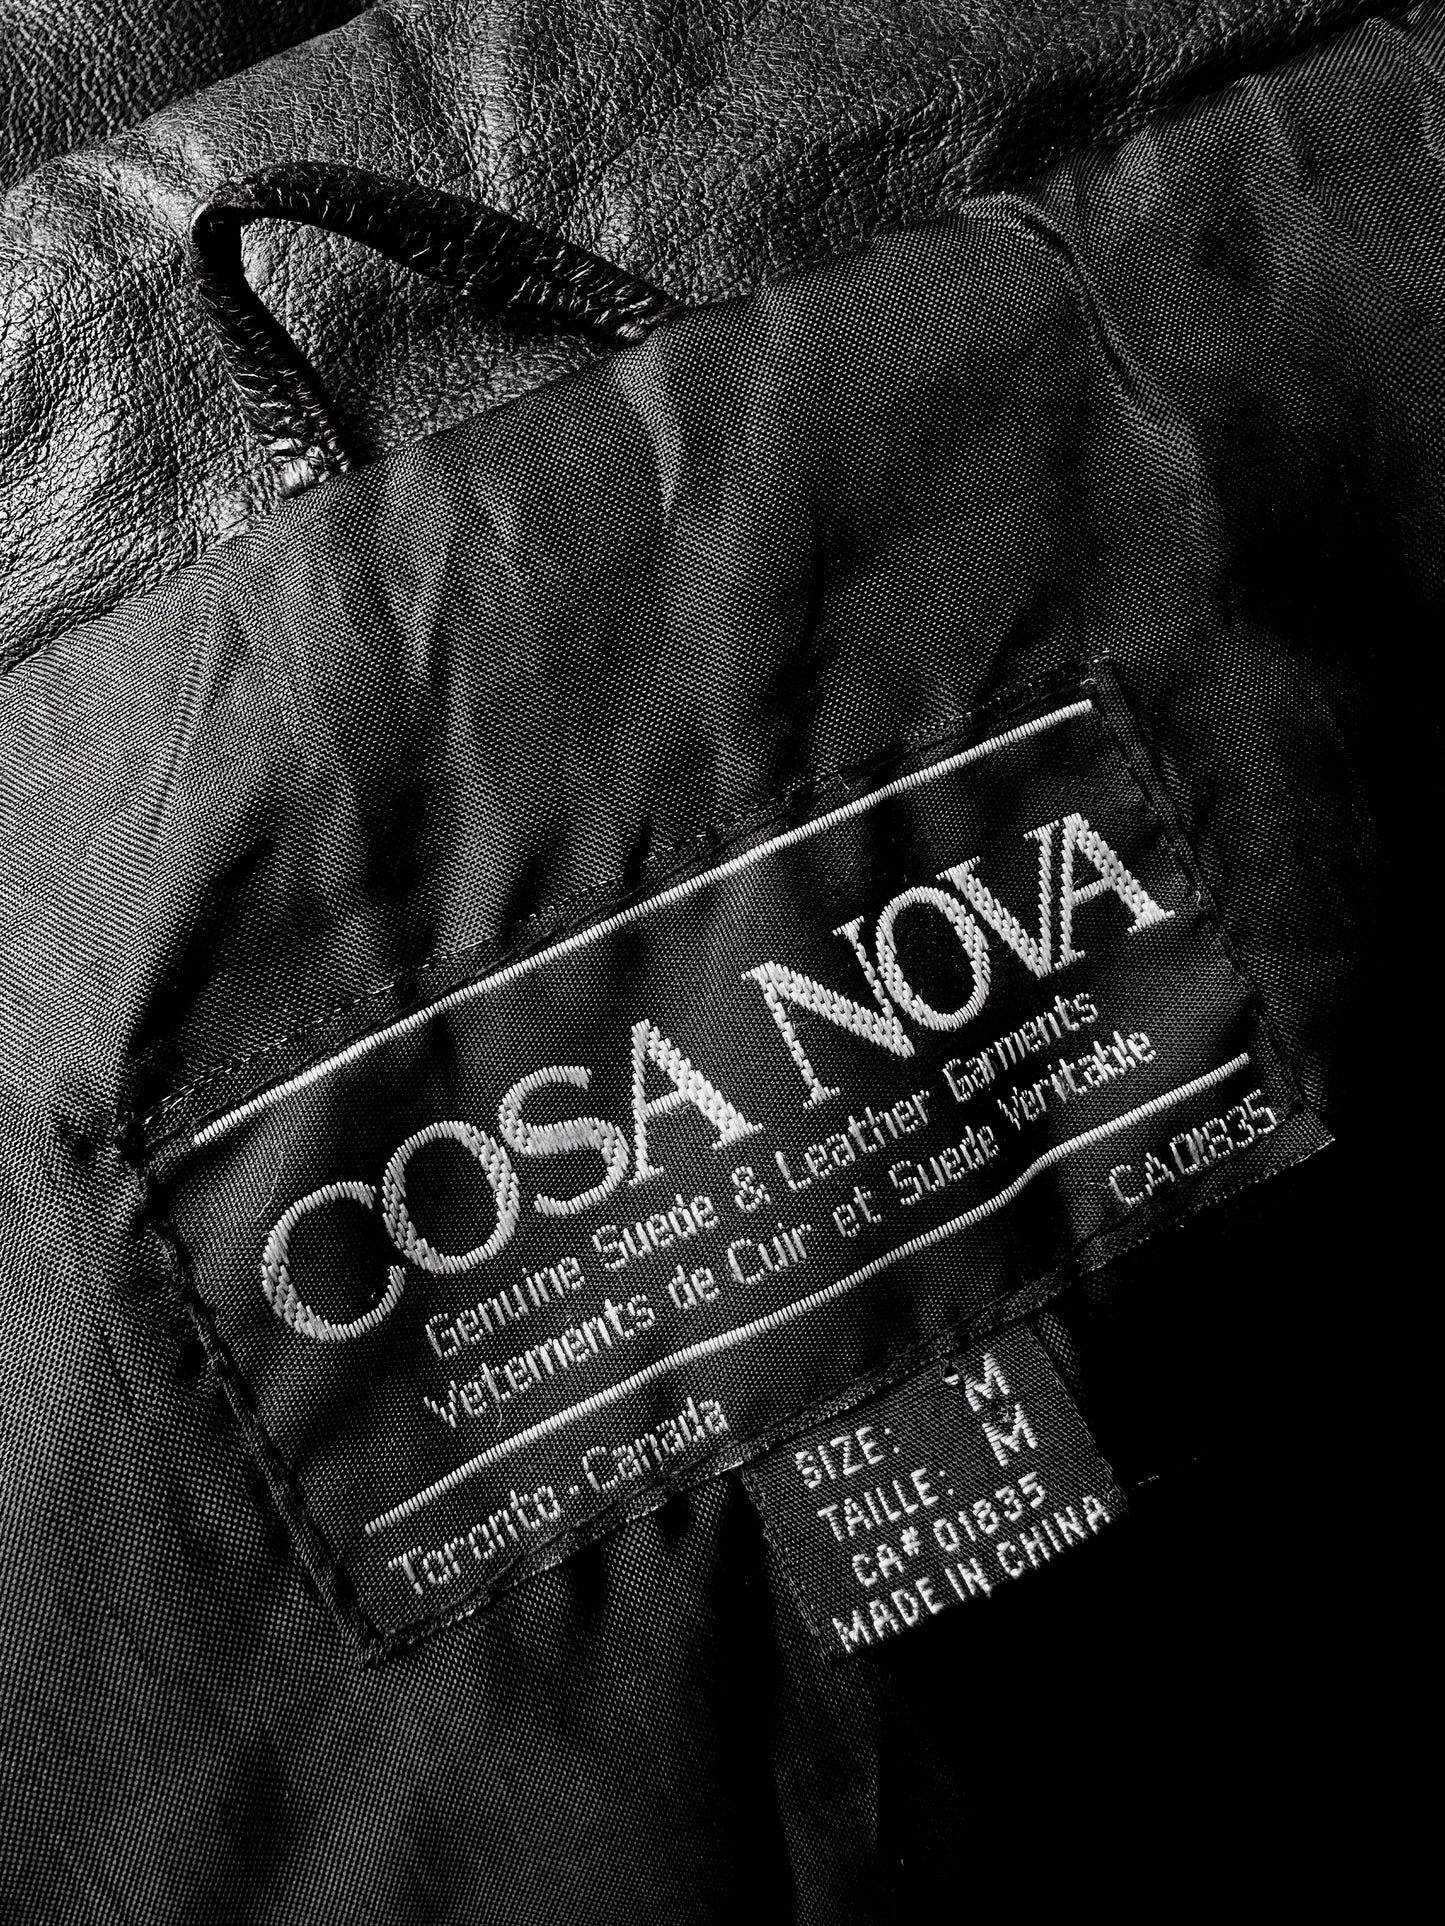 COSA NOVA
Genuine Suede & Leather Garments
Vetements de Cuir et Suede Veritable
Toronto - Canada CA01835
SIZE: M
TAILLE: M
CA# 01835
MADE IN CHINA